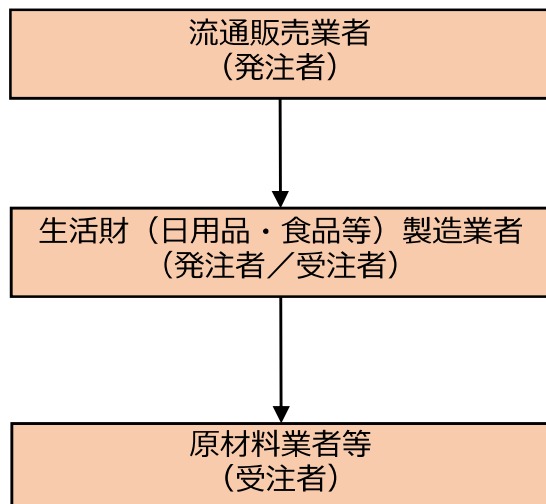 流通販売業者
（発注者）
生活財（日用品・食品等）製造業者
（発注者／受注者）
原材料業者等
（受注者）